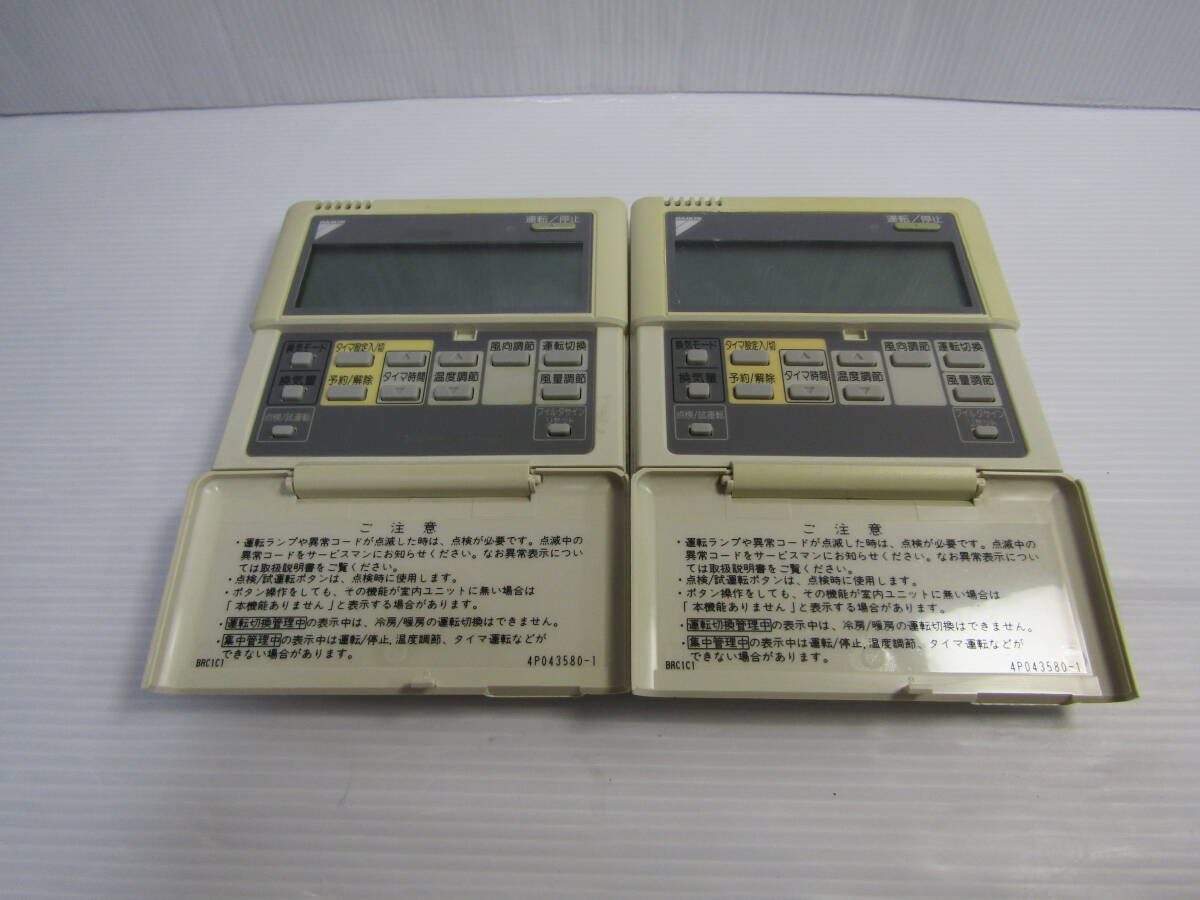 DAIKIN
運転/停止
換気モード
タイマ設定入/切
風向調節
運転切換
換気量
予約/解除
タイマ時間
温度調節
風量調節
点検/試運転
フィルタサイン
リセット
ご注意
・運転ランプや異常コードが点滅した時は、点検が必要です。点滅中の
異常コードをサービスマンにお知らせください。なお異常表示につい
ては取扱説明書をご覧ください。
・点検/試運転ボタンは、点検時に使用します。
・ボタン操作をしても、その機能が室内ユニットに無い場合は
「本機能ありません」と表示する場合があります。
・運転切換管理中の表示中は、冷房/暖房の運転切換はできません。
・集中管理中の表示中は運転/停止,温度調節、タイマ運転などが
できない場合があります。
BRC1C1
4P043580-1
DAIKIN
運転/停止
換気モード
タイマ設定入/切
風向調節
運転切換
換気量
予約/解除
タイマ時間
温度調節
風量調節
点検/試運転
フィルタサイン
リセット
ご注意
・運転ランプや異常コードが点滅した時は、点検が必要です。点滅中の
異常コードをサービスマンにお知らせください。なお異常表示につい
ては取扱説明書をご覧ください。
・点検/試運転ボタンは、点検時に使用します。
・ボタン操作をしても、その機能が室内ユニットに無い場合は
「本機能ありません」と表示する場合があります。
・運転切換管理中の表示中は、冷房/暖房の運転切換はできません。
・集中管理中の表示中は運転/停止,温度調節、タイマ運転などが
できない場合があります。
BRC1C1
4P043580-1